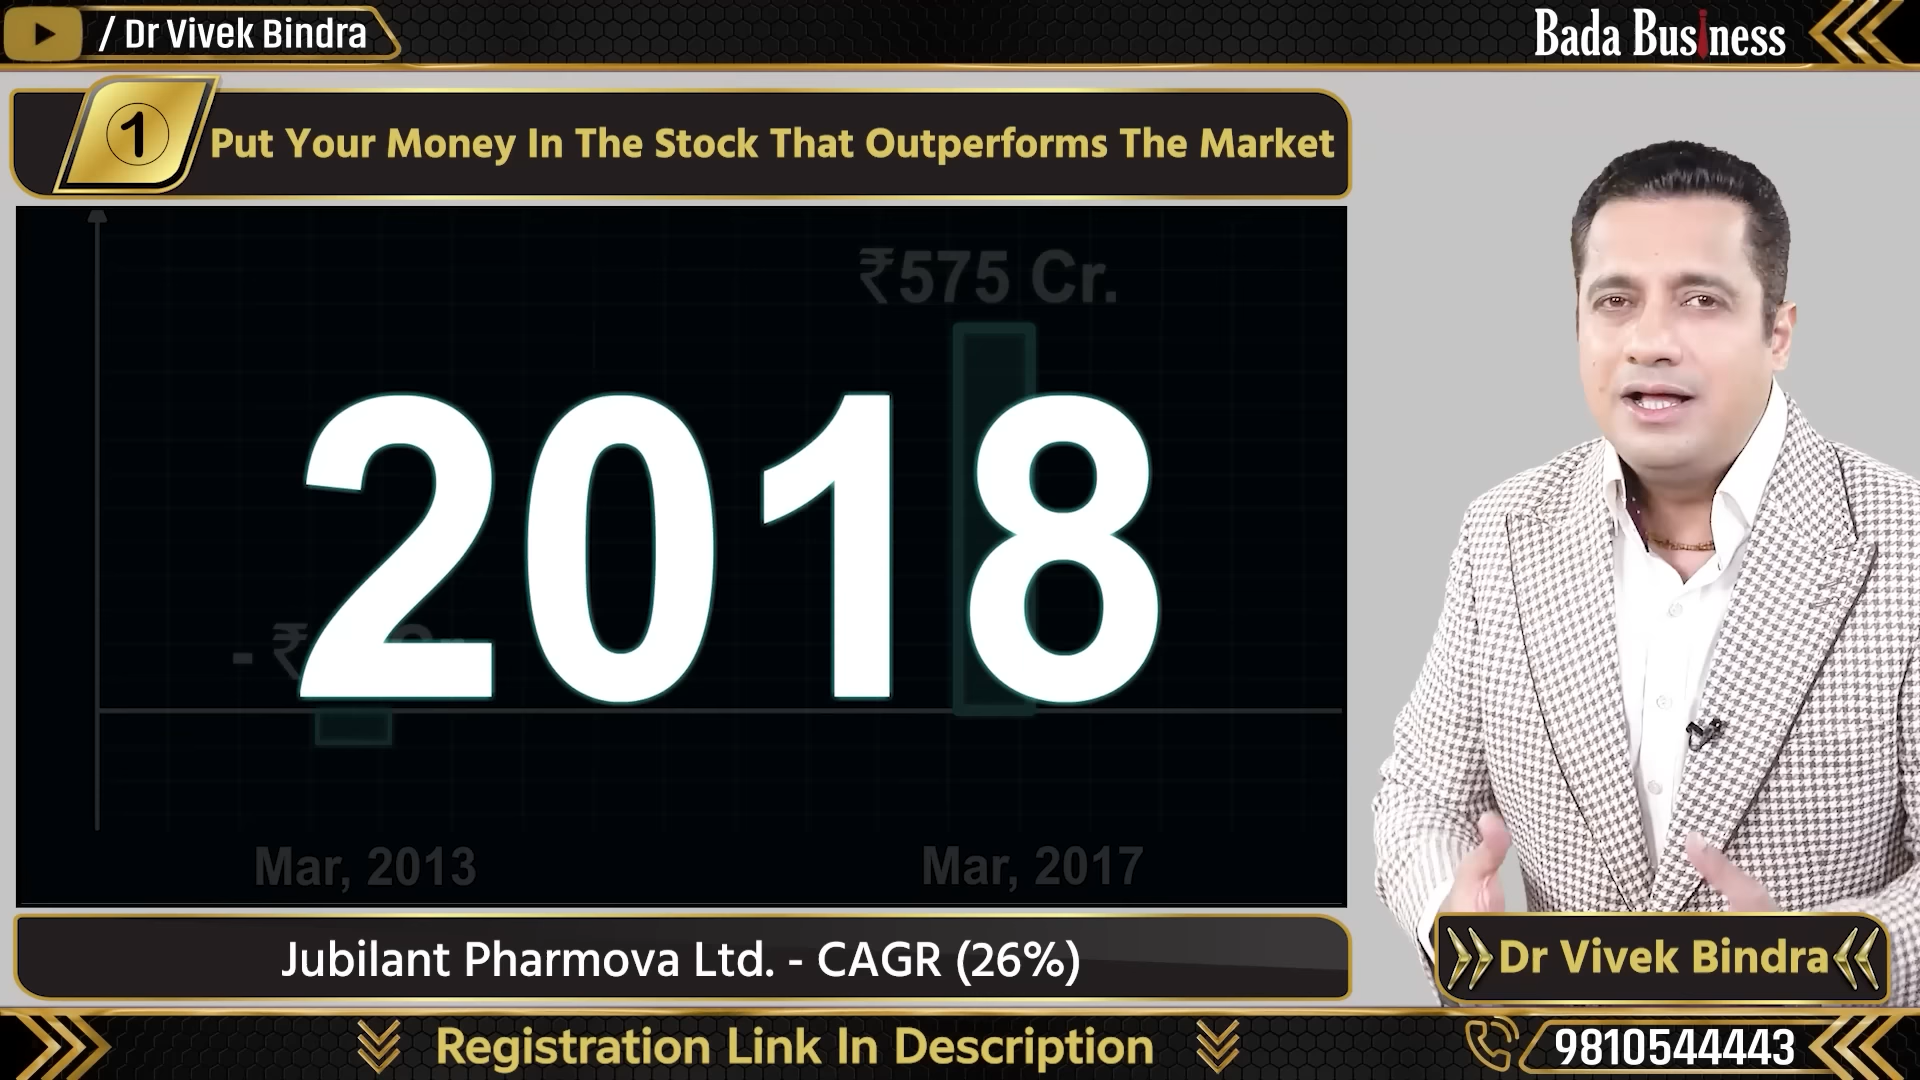 / Dr Vivek Bindra
Bada Business
1
Put Your Money In The Stock That Outperforms The Market
₹575 Cr.
2018
- ₹
Mar, 2013
Mar, 2017
Jubilant Pharmova Ltd. - CAGR (26%)
Dr Vivek Bindra
Registration Link In Description
9810544443